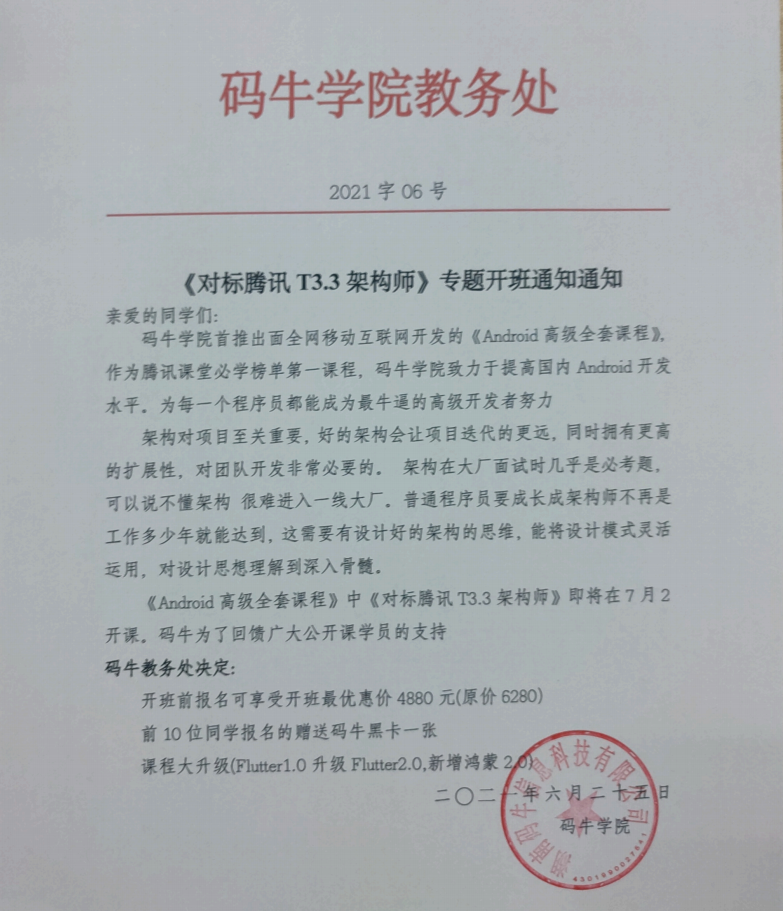 码牛学院教务处
2021 字 06 号
《对标腾讯 T3.3 架构师》专题开班通知通知
亲爱的同学们:
码牛学院首推出面全网移动互联网开发的《Android 高级全套课程》,
作为腾讯课堂必学榜单第一课程，码牛学院致力于提高国内 Android 开发
水平。为每一个程序员都能成为最牛逼的高级开发者努力
架构对项目至关重要，好的架构会让项目迭代的更远，同时拥有更高
的扩展性，对团队开发非常必要的。 架构在大厂面试时几乎是必考题，
可以说不懂架构 很难进入一线大厂。普通程序员要成长成架构师不再是
工作多少年就能达到，这需要有设计好的架构的思维，能将设计模式灵活
运用，对设计思想理解到深入骨髓。
《Android 高级全套课程》中《对标腾讯 T3.3 架构师》即将在 7 月 2
开课。码牛为了回馈广大公开课学员的支持
码牛教务处决定:
开班前报名可享受开班最优惠价 4880 元(原价 6280)
前 10 位同学报名的赠送码牛黑卡一张
课程大升级(Flutter1.0 升级 Flutter2.0,新增鸿蒙 2.0)
二〇二一年六月二十五日
码牛学院
湖南码牛信息科技有限公司